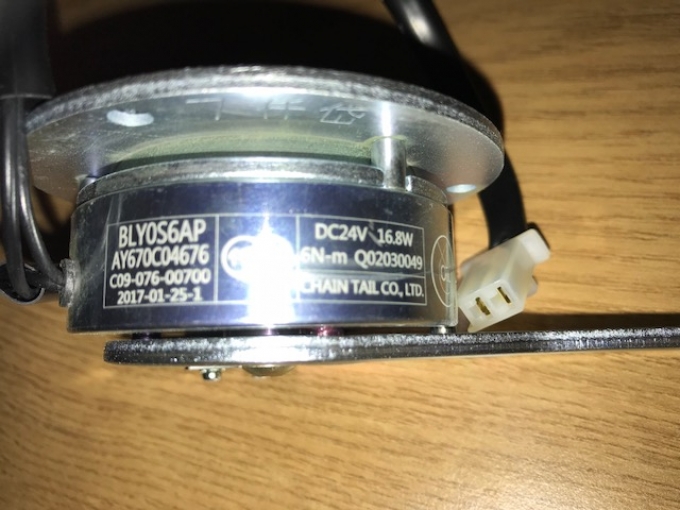 BLY0S6AP
AY670C04676
C09-076-00700
2017-01-25-1
DC24V 16.8W
6N-m Q02030049
CHAIN TAIL CO., LTD.